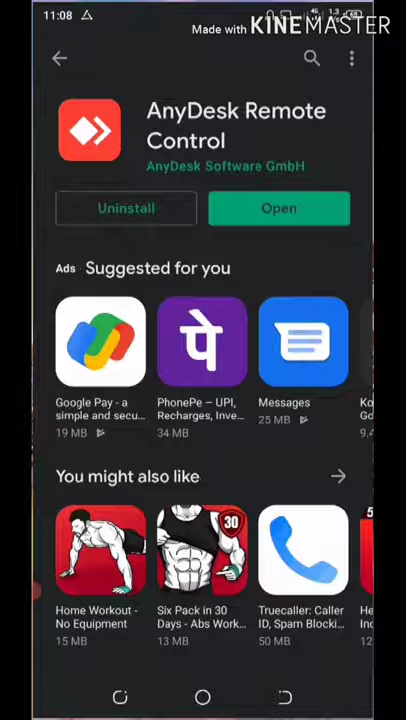 11:08
Made with KINEMASTER
AnyDesk Remote
Control
AnyDesk Software GmbH
Uninstall
Open
Ads Suggested for you
Google Pay - a
simple and secu...
19 MB
PhonePe – UPI,
Recharges, Inve...
34 MB
Messages
25 MB
पे
You might also like
30
Home Workout -
No Equipment
15 MB
Six Pack in 30
Days - Abs Work...
13 MB
Truecaller: Caller
ID, Spam Blocki...
50 MB